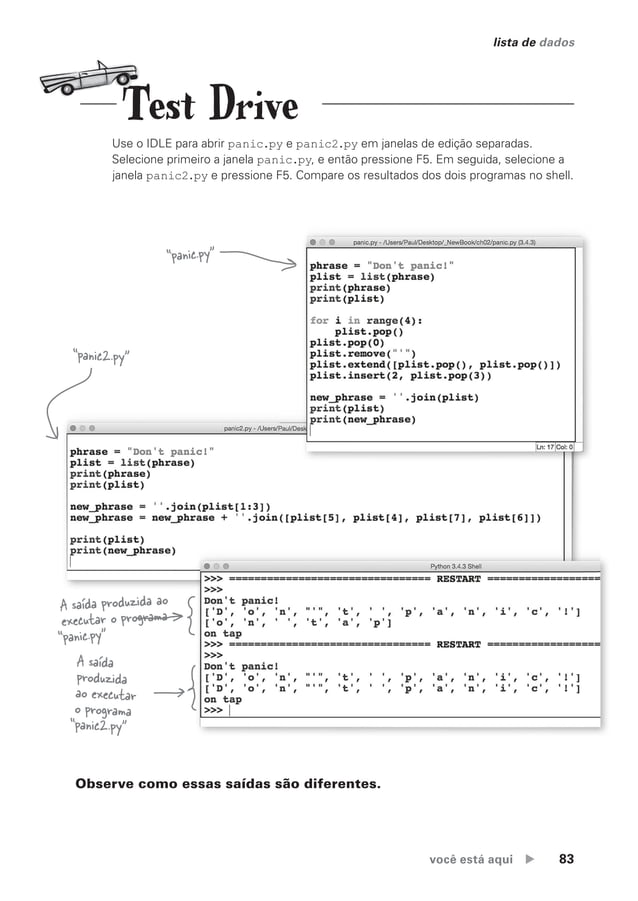 lista de dados
Test Drive
Use o IDLE para abrir panic.py e panic2.py em janelas de edição separadas.
Selecione primeiro a janela panic.py, e então pressione F5. Em seguida, selecione a
janela panic2.py e pressione F5. Compare os resultados dos dois programas no shell.
"panic.py"
panic.py - /Users/Paul/Desktop/_NewBook/ch02/panic.py (3.4.3)
phrase = "Don't panic!"
plist = list(phrase)
print(phrase)
print(plist)
for i in range(4):
    plist.pop()
plist.pop(0)
plist.remove("'")
plist.extend([plist.pop(), plist.pop()])
plist.insert(2, plist.pop(3))
new_phrase = ''.join(plist)
print(plist)
print(new_phrase)
Ln: 17 Col: 0
"panic2.py"
panic2.py - /Users/Paul/Desk
phrase = "Don't panic!"
plist = list(phrase)
print(phrase)
print(plist)
new_phrase = ''.join(plist[1:3])
new_phrase = new_phrase + ''.join([plist[5], plist[4], plist[7], plist[6]])
print(plist)
print(new_phrase)
Python 3.4.3 Shell
>>> ================================ RESTART ==================
>>>
Don't panic!
['D', 'o', 'n', "'", 't', ' ', 'p', 'a', 'n', 'i', 'c', '!']
['o', 'n', ' ', 't', 'a', 'p']
on tap
>>> ================================ RESTART ==================
>>>
Don't panic!
['D', 'o', 'n', "'", 't', ' ', 'p', 'a', 'n', 'i', 'c', '!']
['D', 'o', 'n', "'", 't', ' ', 'p', 'a', 'n', 'i', 'c', '!']
on tap
>>>
A saída produzida ao
executar o programa
"panic.py"
A saída
produzida
ao executar
o programa
"panic2.py"
Observe como essas saídas são diferentes.
você está aqui ▶ 83